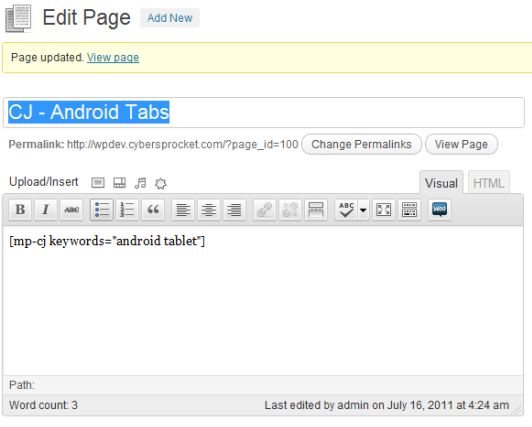 Edit Page Add New
Page updated. View page
CJ - Android Tabs
Permalink: http://wpdev.cybersprocket.com/?page_id=100 Change Permalinks View Page
Upload/Insert Visual HTML
B I ABC ABC WOO
[mp-cj keywords="android tablet"]
Path:
Word count: 3 Last edited by admin on July 16, 2011 at 4:24 am